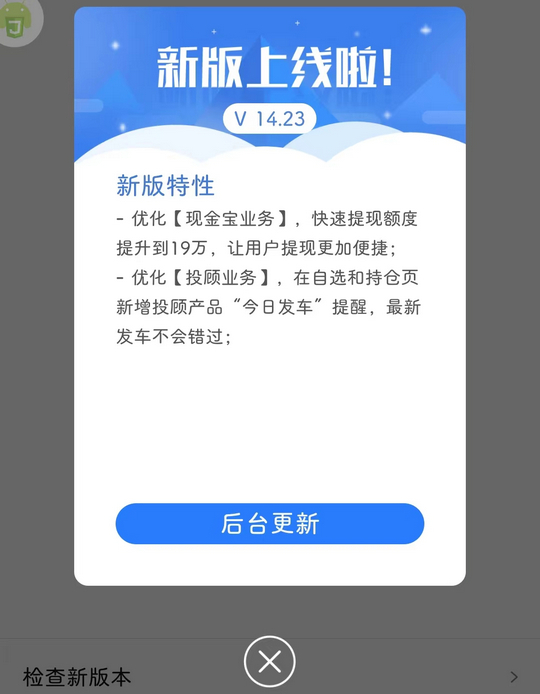 新版上线啦!
V 14.23
新版特性
- 优化【现金宝业务】，快速提现额度
提升到19万，让用户提现更加便捷；
- 优化【投顾业务】，在自选和持仓页
新增投顾产品“今日发车”提醒，最新
发车不会错过；
后台更新
检查新版本